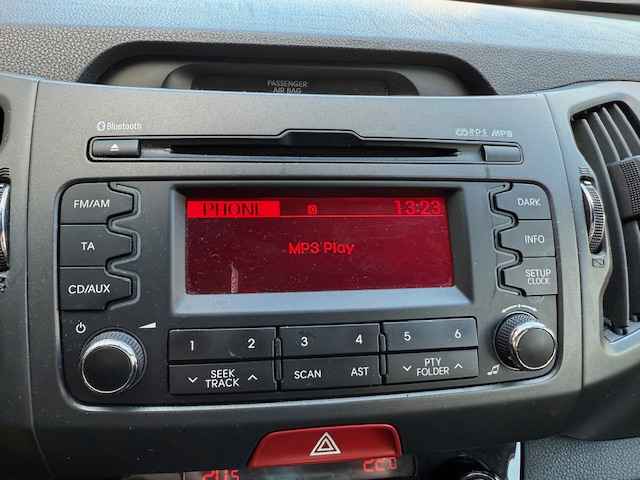 PASSENGER
AIR BAG
Bluetooth
RDS MP3
FM/AM
PHONE
13:23
DARK
TA
MP3 Play
INFO
CD/AUX
SETUP
CLOCK
1 2 3 4 5 6
SEEK
TRACK
SCAN AST
PTY
FOLDER